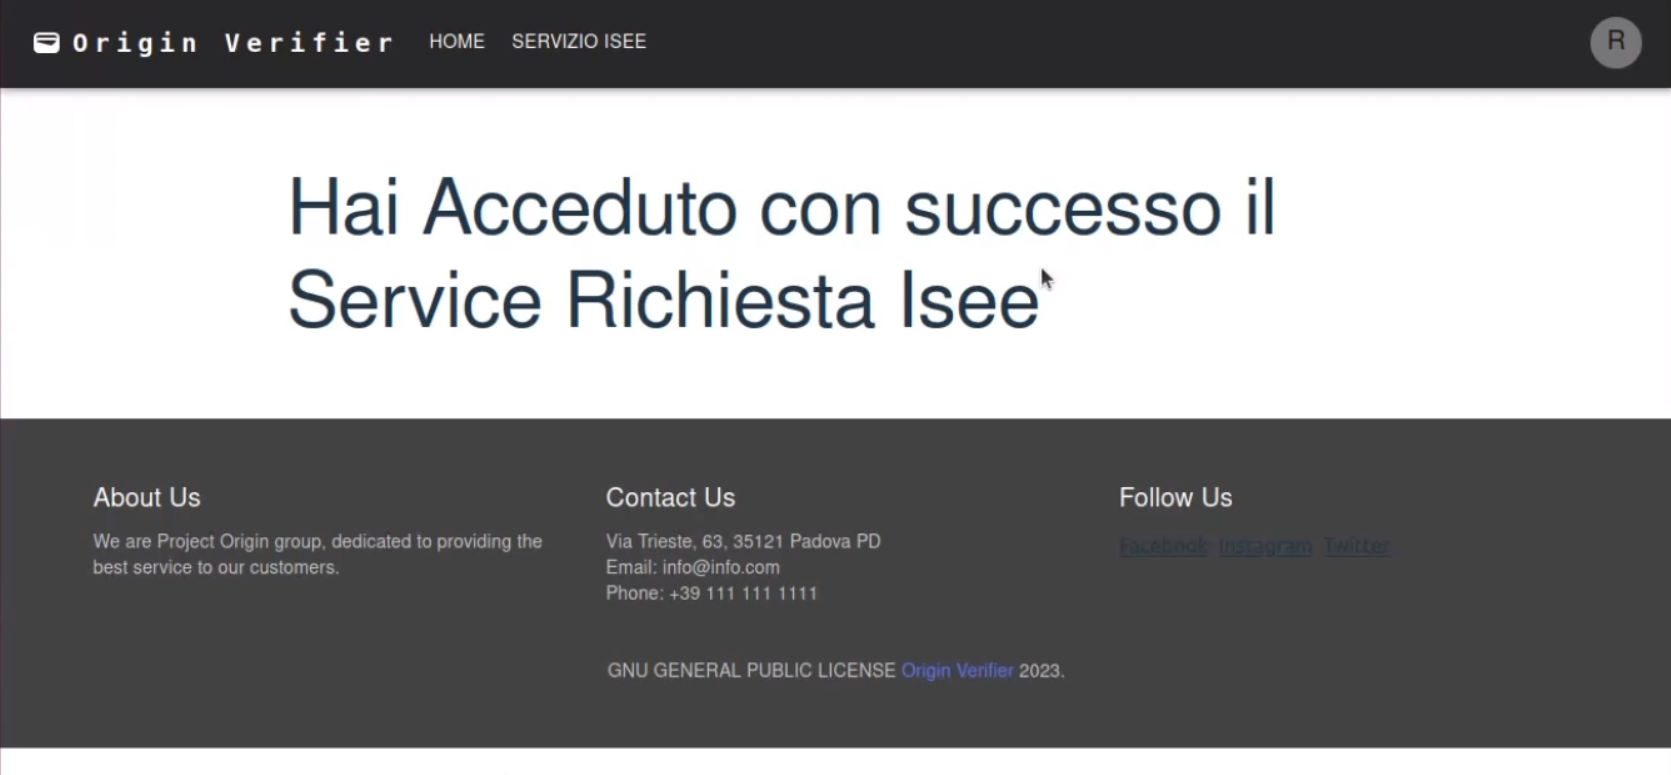 Origin Verifier HOME SERVIZIO ISEE R
Hai Acceduto con successo il
Service Richiesta Isee
About Us
We are Project Origin group, dedicated to providing the
best service to our customers.
Contact Us
Via Trieste, 63, 35121 Padova PD
Email: info@info.com
Phone: +39 111 111 1111
Follow Us
Facebook Instagram Twitter
GNU GENERAL PUBLIC LICENSE Origin Verifier 2023.